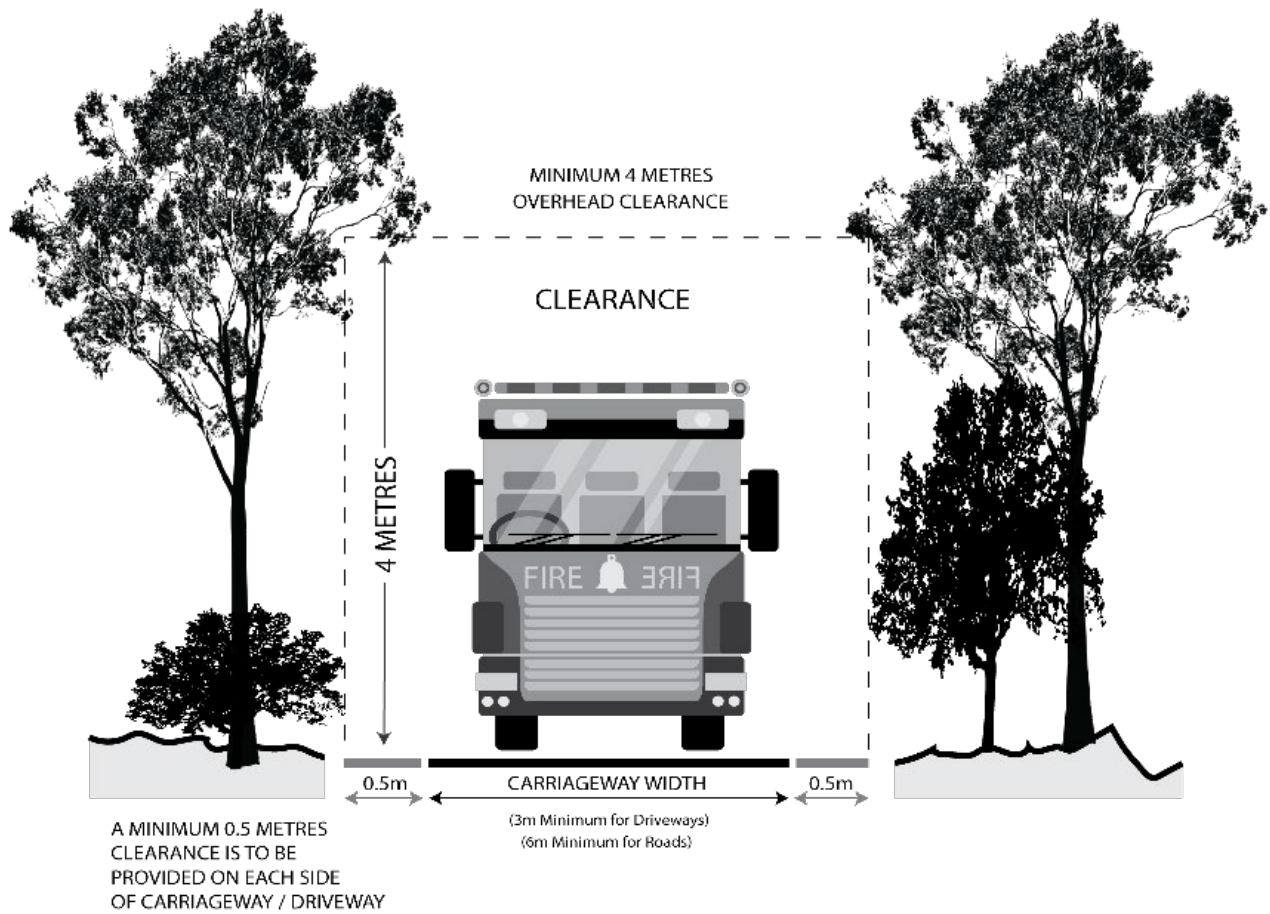 MINIMUM 4 METRES
OVERHEAD CLEARANCE
CLEARANCE
4 METRES
FIRE FIRE
0.5m
CARRIAGEWAY WIDTH
0.5m
(3m Minimum for Driveways)
(6m Minimum for Roads)
A MINIMUM 0.5 METRES
CLEARANCE IS TO BE
PROVIDED ON EACH SIDE
OF CARRIAGEWAY / DRIVEWAY